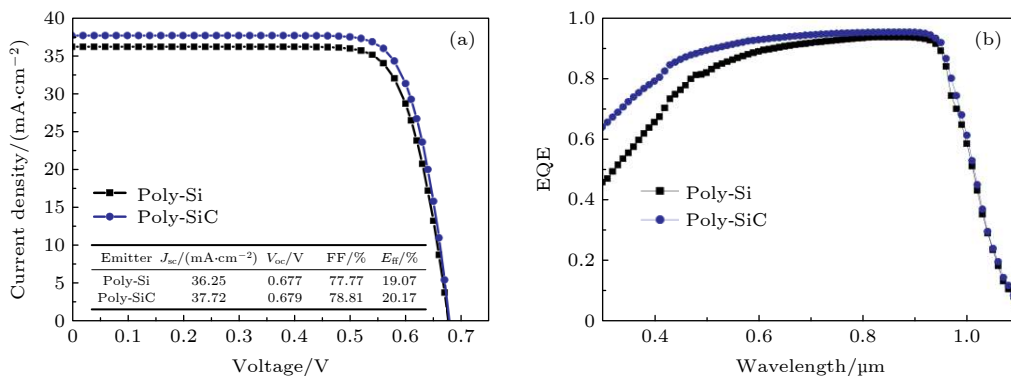 (a)
Current density/(mA·cm−2)
40
35
30
25
20
15
10
5
0
Poly-Si
Poly-SiC
Emitter Jsc/(mA·cm−2) Voc/V FF/% Eff/%
Poly-Si 36.25 0.677 77.77 19.07
Poly-SiC 37.72 0.679 78.81 20.17
0 0.1 0.2 0.3 0.4 0.5 0.6 0.7
Voltage/V
(b)
EQE
1.0
0.8
0.6
0.4
0.2
0
Poly-Si
Poly-SiC
0.4 0.6 0.8 1.0
Wavelength/µm